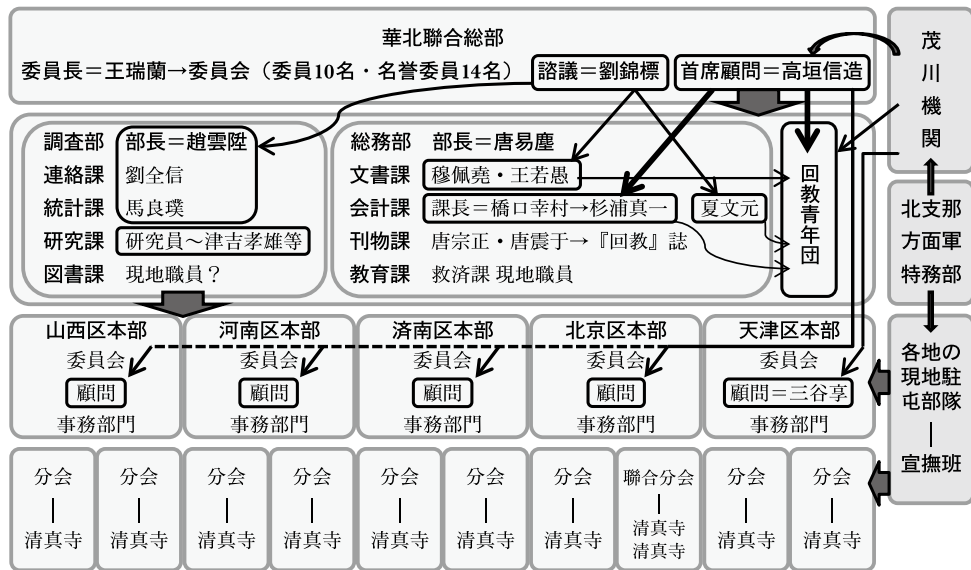 華北聯合総部
委員長＝王瑞蘭→委員会（委員10名・名誉委員14名）
諮議＝劉錦標
首席顧問＝高垣信造
調査部 部長＝趙雲陞
連絡課 劉全信
統計課 馬良璞
研究課 研究員～津吉孝雄等
図書課 現地職員？
総務部 部長＝唐易塵
文書課 穆佩堯・王若愚
会計課 課長＝橋口幸村→杉浦真一
夏文元
刊物課 唐宗正・唐震于→『回教』誌
教育課 救済課 現地職員
回教青年団
山西区本部
委員会
顧問
事務部門
河南区本部
委員会
顧問
事務部門
済南区本部
委員会
顧問
事務部門
北京区本部
委員会
顧問
事務部門
天津区本部
委員会
顧問＝三谷享
事務部門
分会
清真寺
分会
清真寺
分会
清真寺
分会
清真寺
分会
清真寺
分会
清真寺
分会
清真寺
聯合分会
清真寺
清真寺
分会
清真寺
分会
清真寺
茂川機関
北支那
方面軍
特務部
各地の
現地駐
屯部隊
｜
宣撫班